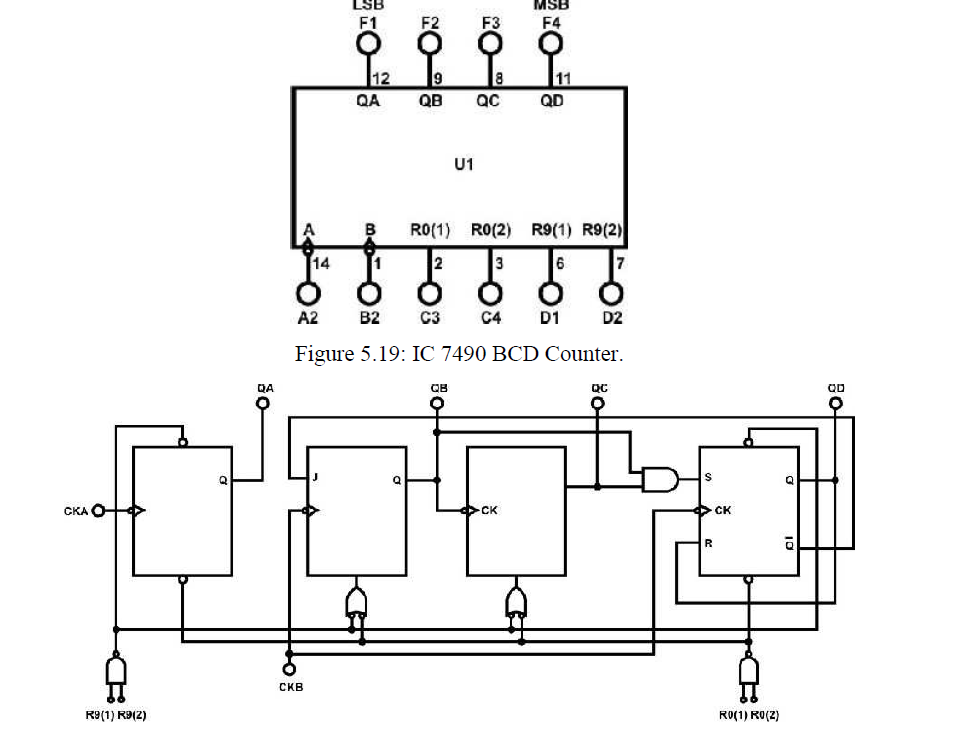 LSB MSB
F1 F2 F3 F4
12 9 8 11
QA QB QC QD
U1
A B R0(1) R0(2) R9(1) R9(2)
14 1 2 3 6 7
A2 B2 C3 C4 D1 D2
Figure 5.19: IC 7490 BCD Counter.
QA QB QC QD
Q J Q S Q
CKA CK CK
R Q
CKB
R9(1) R9(2) R0(1) R0(2)